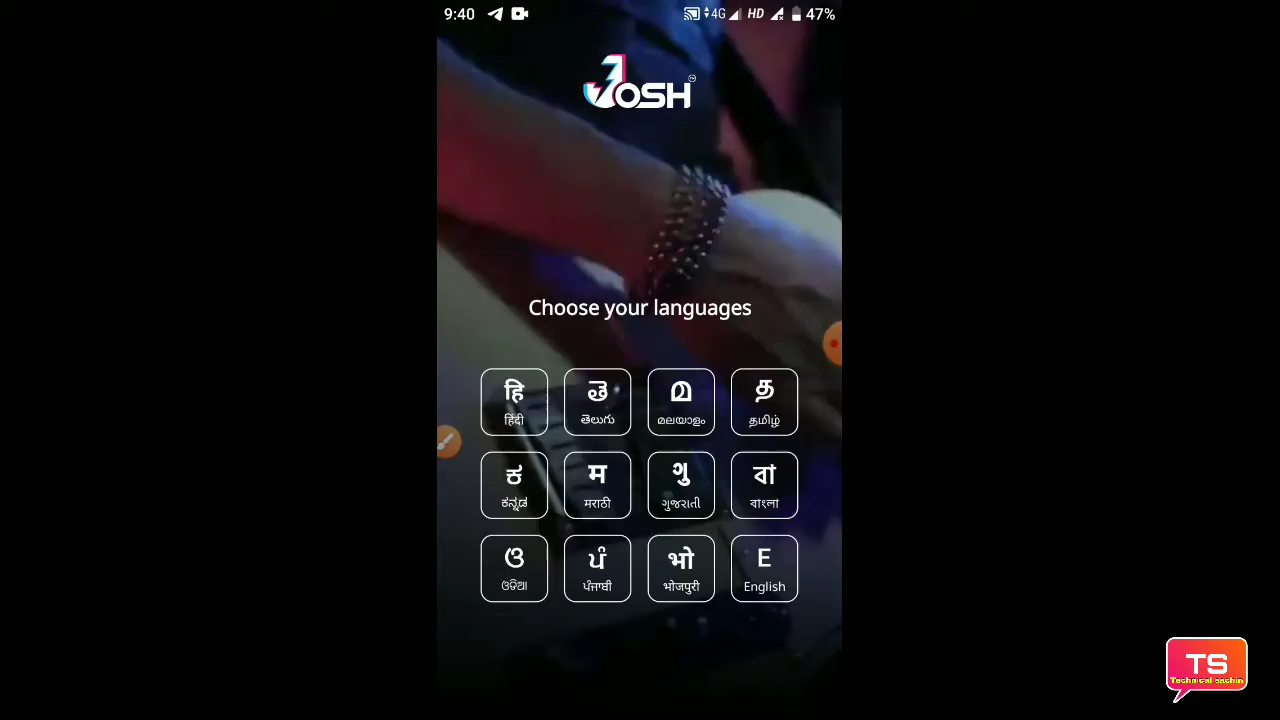 9:40 4G HD 47%
JOSH™
Choose your languages
हि తె മ த
हिंदी తెలుగు മലയാളം தமிழ்
ಕ म ગુ বাং
ಕನ್ನಡ मराठी ગુજરાતી বাংলা
ଓ ਪੰ भो E
ଓଡିଆ ਪੰਜਾਬੀ भोजपुरी English
TS
Technical sachin